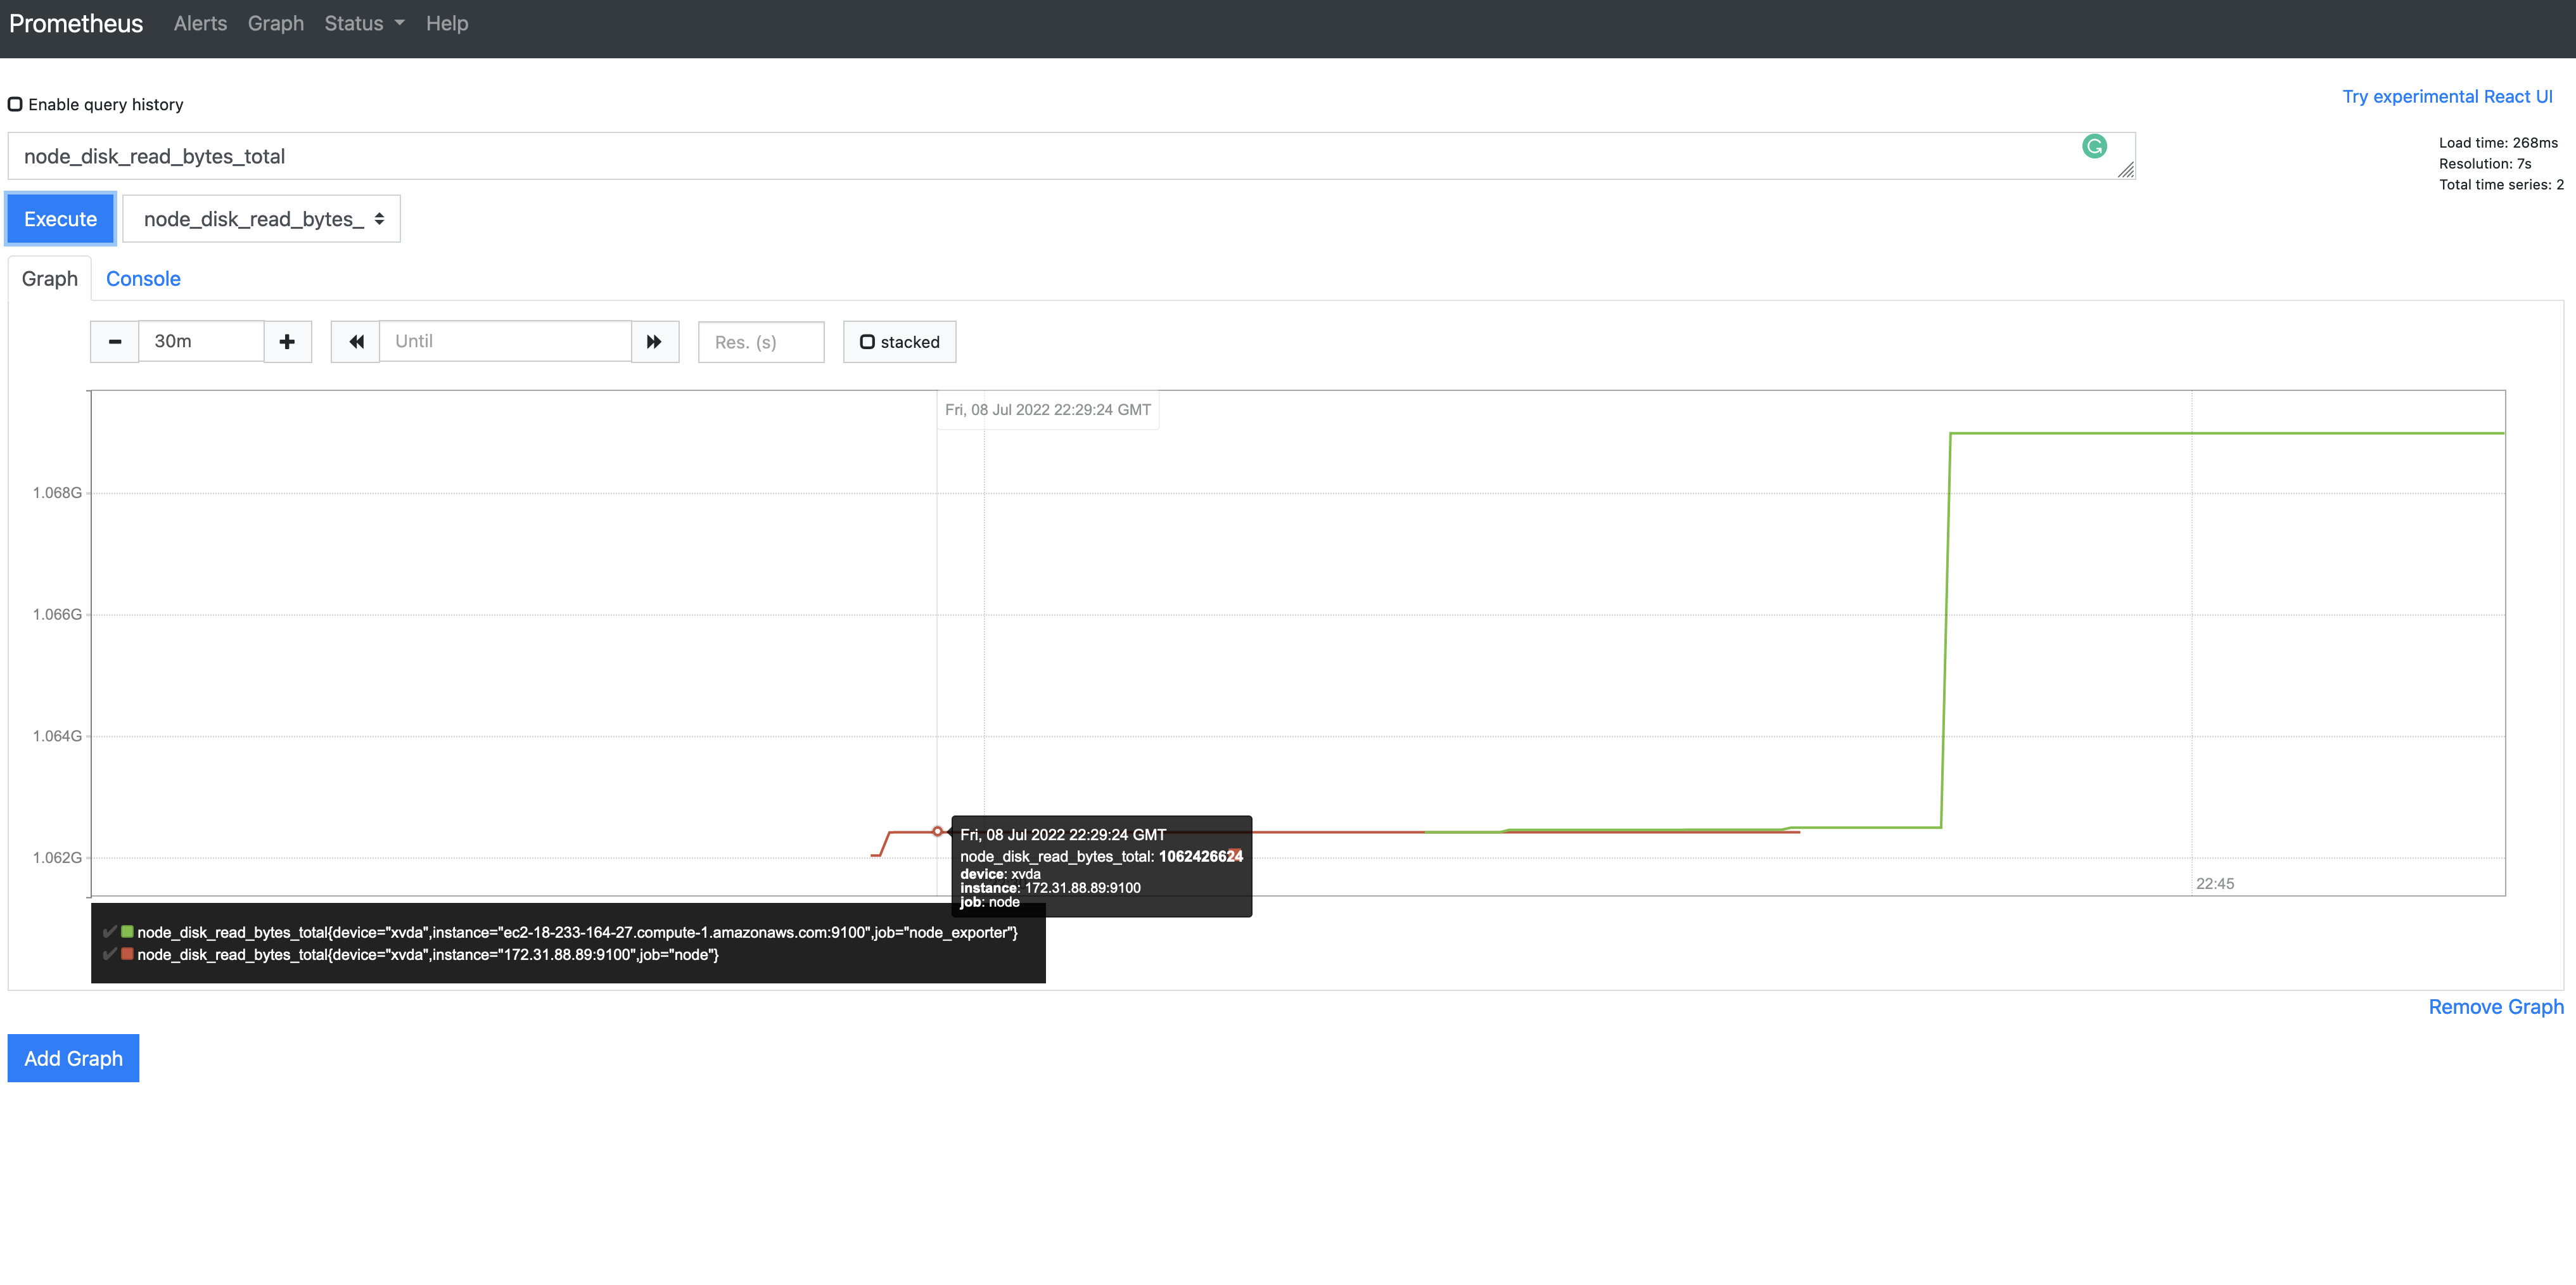 Prometheus Alerts Graph Status Help
Enable query history
Try experimental React UI
node_disk_read_bytes_total
Load time: 268ms
Resolution: 7s
Total time series: 2
Execute node_disk_read_bytes_
Graph Console
− 30m + Until Res. (s) stacked
Fri, 08 Jul 2022 22:29:24 GMT
1.068G
1.066G
1.064G
1.062G
Fri, 08 Jul 2022 22:29:24 GMT
node_disk_read_bytes_total: 1062426624
device: xvda
instance: 172.31.88.89:9100
job: node
22:45
node_disk_read_bytes_total{device="xvda",instance="ec2-18-233-164-27.compute-1.amazonaws.com:9100",job="node_exporter"}
node_disk_read_bytes_total{device="xvda",instance="172.31.88.89:9100",job="node"}
Remove Graph
Add Graph